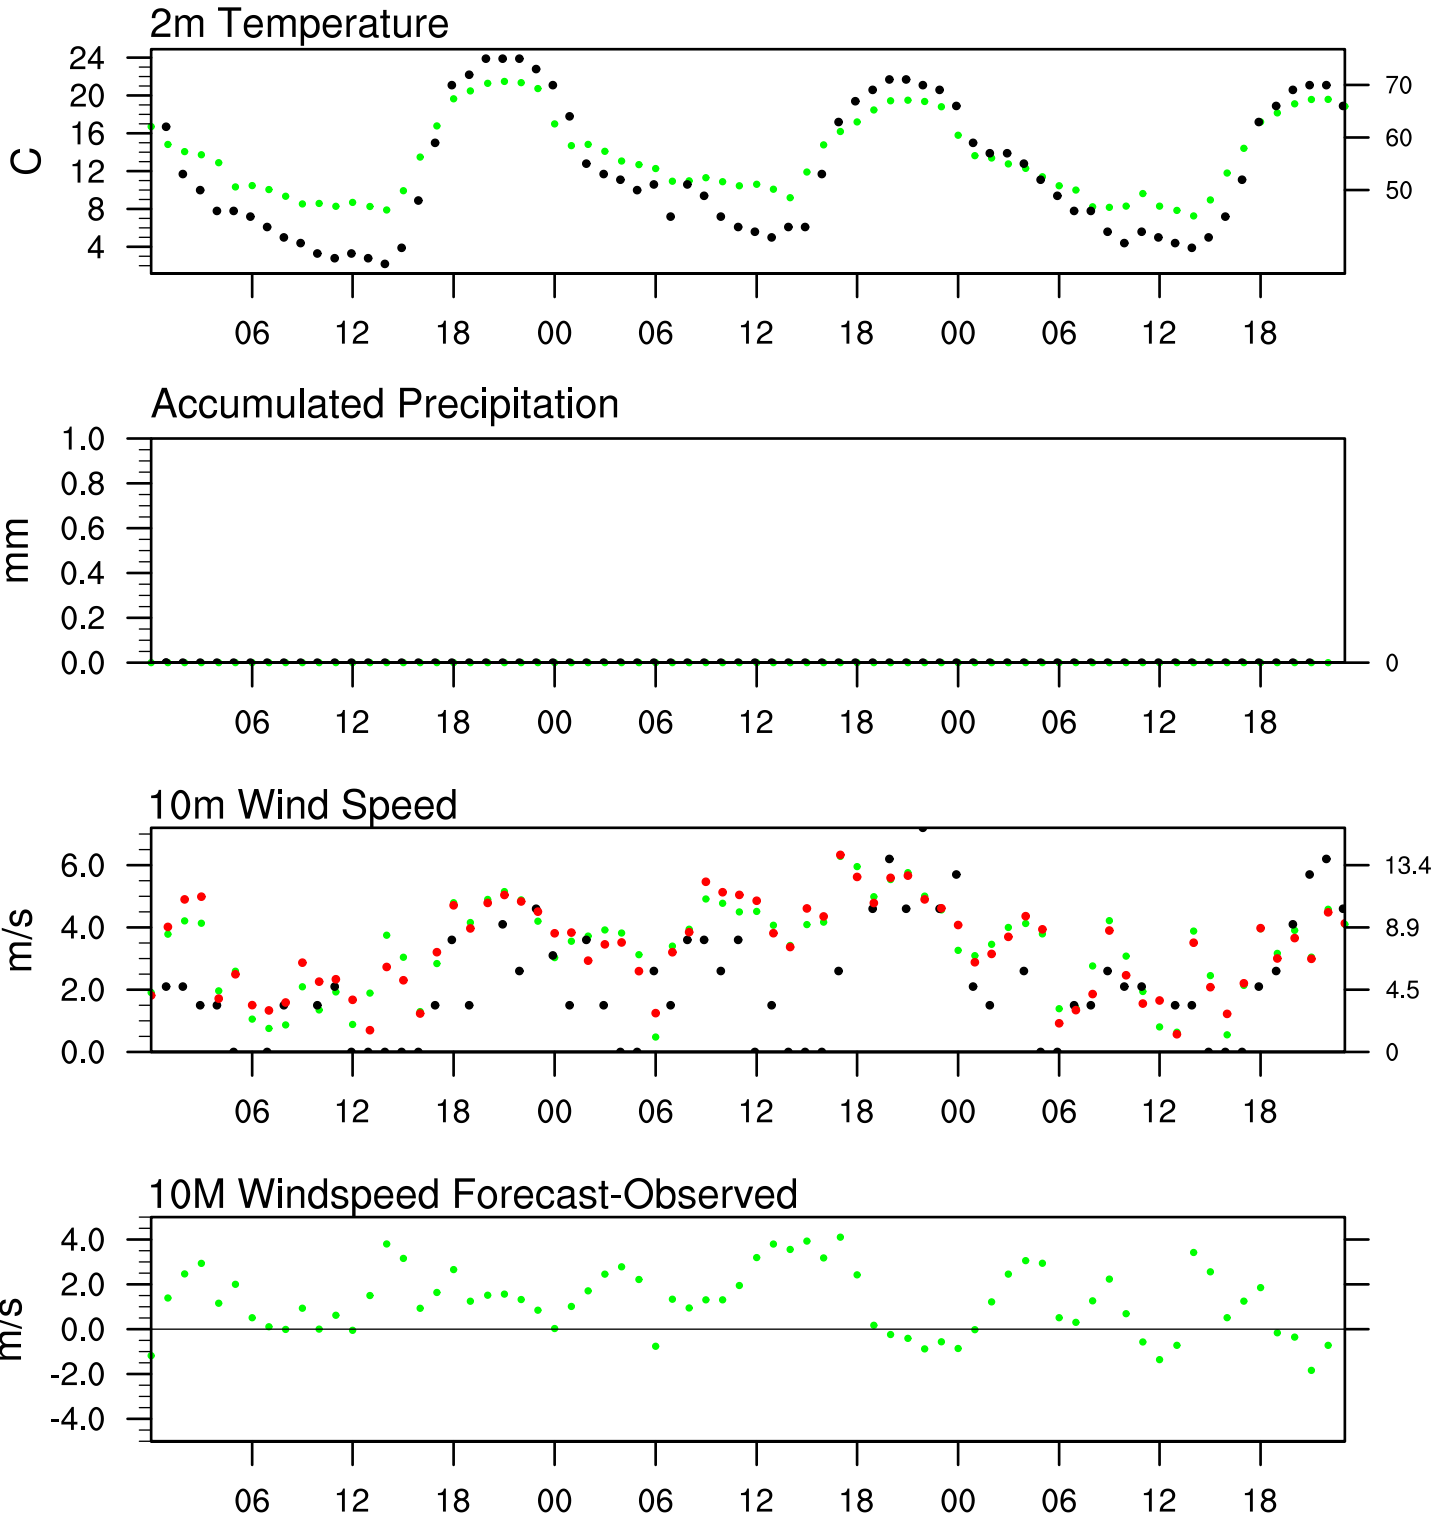 2m Temperature
24
20
16
12
8
4
C
70
60
50
06 12 18 00 06 12 18 00 06 12 18
Accumulated Precipitation
1.0
0.8
0.6
0.4
0.2
0.0
mm
0
06 12 18 00 06 12 18 00 06 12 18
10m Wind Speed
6.0
4.0
2.0
0.0
m/s
13.4
8.9
4.5
0
06 12 18 00 06 12 18 00 06 12 18
10M Windspeed Forecast-Observed
4.0
2.0
0.0
-2.0
-4.0
m/s
06 12 18 00 06 12 18 00 06 12 18